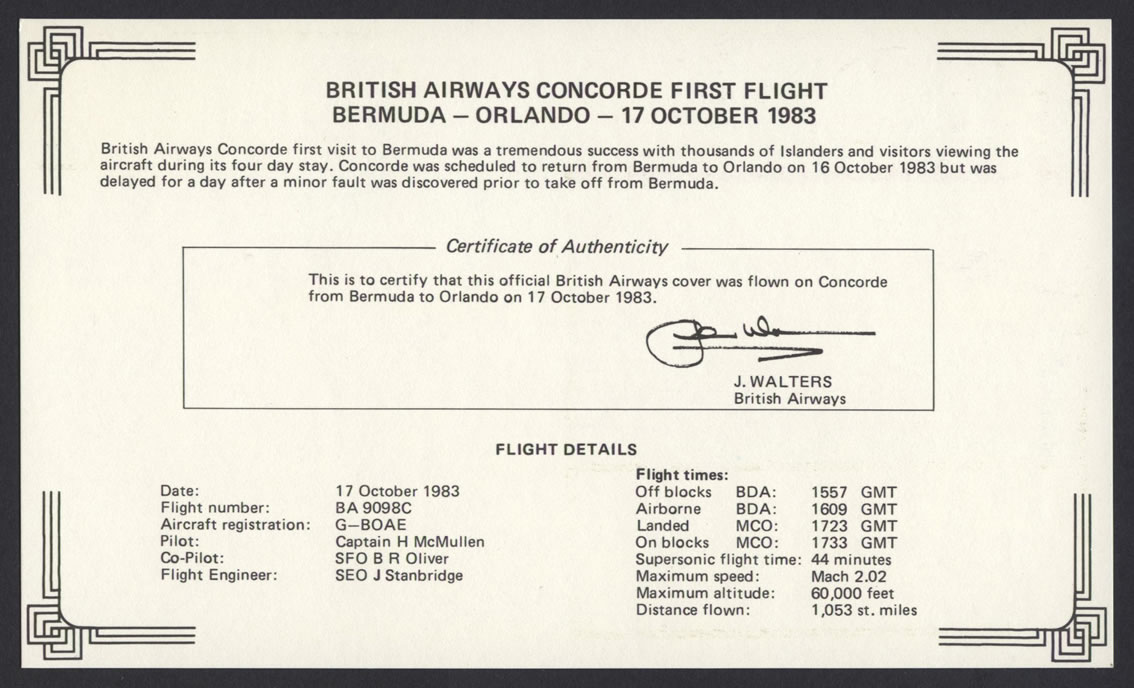 BRITISH AIRWAYS CONCORDE FIRST FLIGHT
BERMUDA – ORLANDO – 17 OCTOBER 1983
British Airways Concorde first visit to Bermuda was a tremendous success with thousands of Islanders and visitors viewing the
aircraft during its four day stay. Concorde was scheduled to return from Bermuda to Orlando on 16 October 1983 but was
delayed for a day after a minor fault was discovered prior to take off from Bermuda.
Certificate of Authenticity
This is to certify that this official British Airways cover was flown on Concorde
from Bermuda to Orlando on 17 October 1983.
J. WALTERS
British Airways
FLIGHT DETAILS
Date: 17 October 1983
Flight number: BA 9098C
Aircraft registration: G–BOAE
Pilot: Captain H McMullen
Co-Pilot: SFO B R Oliver
Flight Engineer: SEO J Stanbridge
Flight times:
Off blocks BDA: 1557 GMT
Airborne BDA: 1609 GMT
Landed MCO: 1723 GMT
On blocks MCO: 1733 GMT
Supersonic flight time: 44 minutes
Maximum speed: Mach 2.02
Maximum altitude: 60,000 feet
Distance flown: 1,053 st. miles